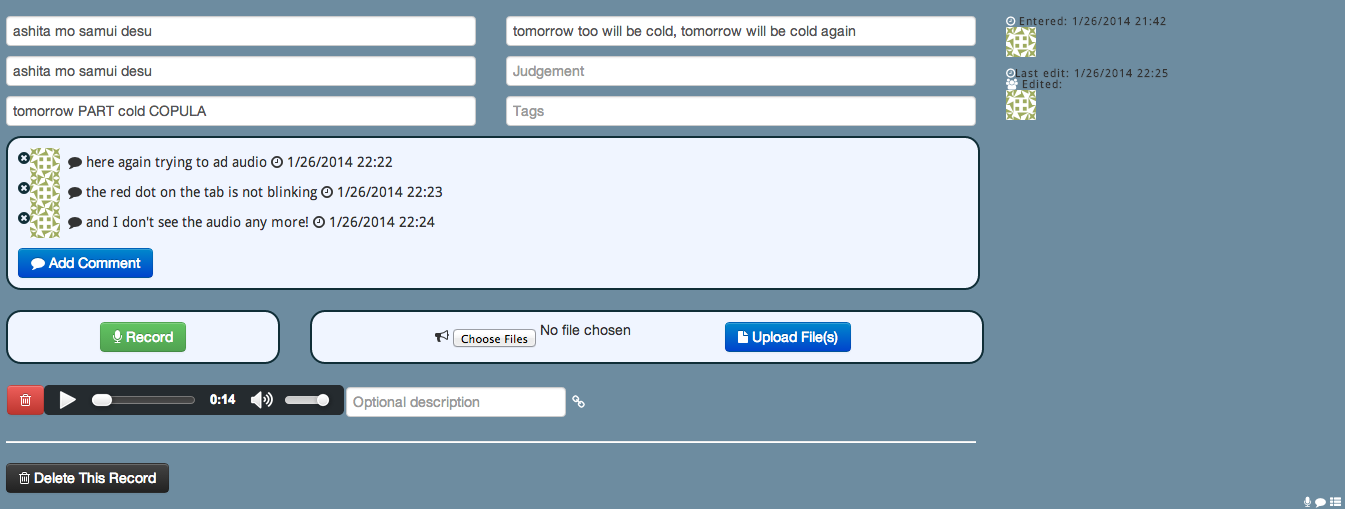 ashita mo samui desu
tomorrow too will be cold, tomorrow will be cold again
Entered: 1/26/2014 21:42
ashita mo samui desu
Judgement
Last edit: 1/26/2014 22:25
Edited:
tomorrow PART cold COPULA
Tags
here again trying to ad audio 1/26/2014 22:22
the red dot on the tab is not blinking 1/26/2014 22:23
and I don't see the audio any more! 1/26/2014 22:24
Add Comment
Record
Choose Files No file chosen
Upload File(s)
0:14
Optional description
Delete This Record